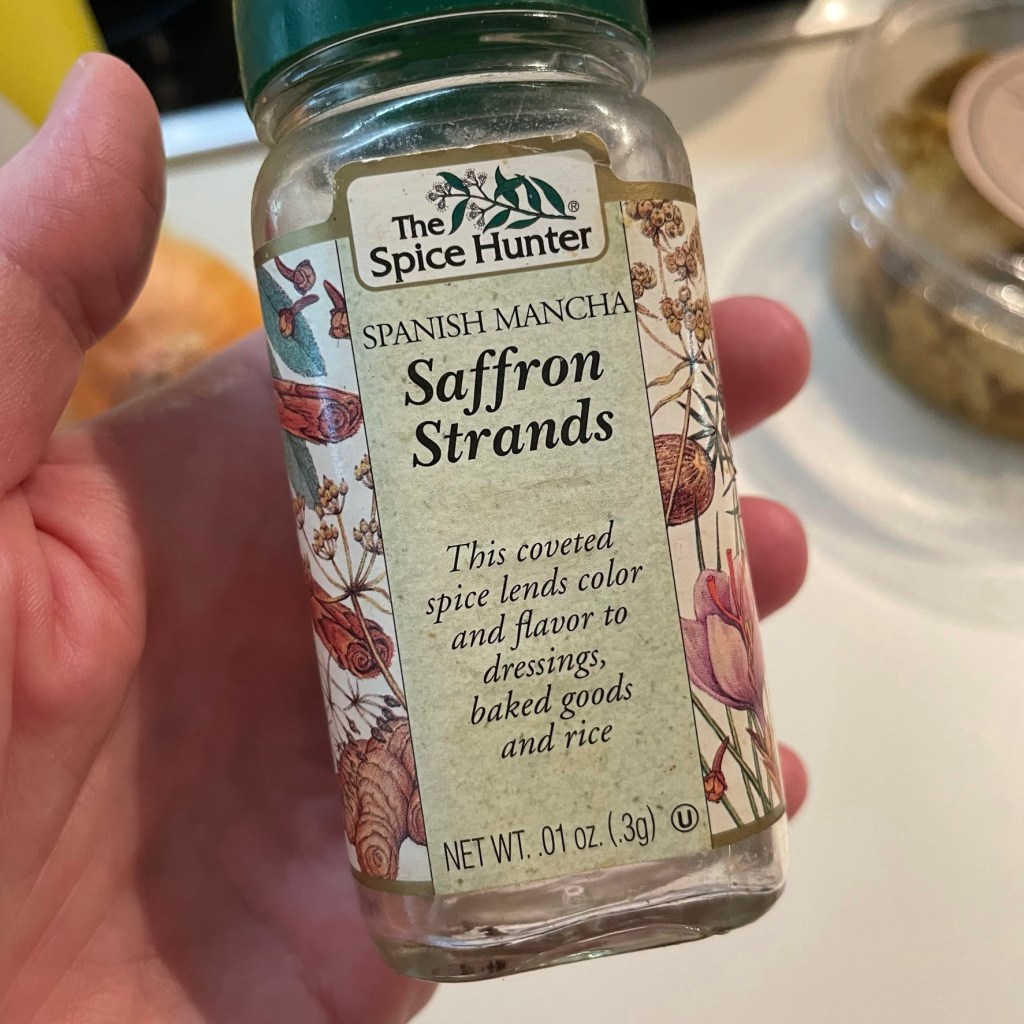 The
Spice Hunter®
SPANISH MANCHA
Saffron
Strands
This coveted
spice lends color
and flavor to
dressings,
baked goods
and rice
NET WT. .01 oz. (.3g) Ⓤ